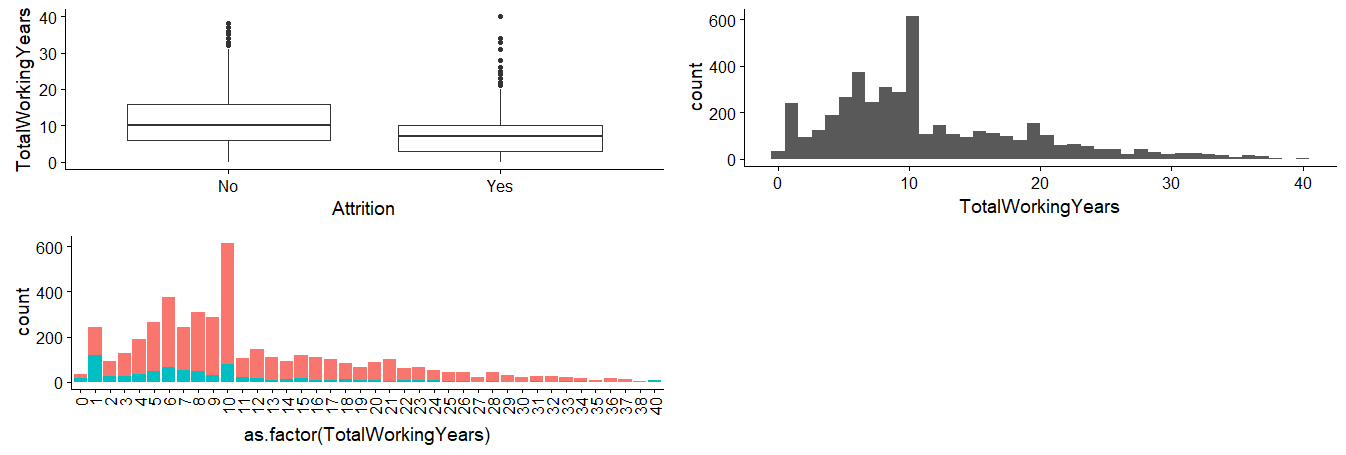 TotalWorkingYears
40
30
20
10
0
No Yes
Attrition
count
600
400
200
0
0 10 20 30 40
TotalWorkingYears
count
600
400
200
0
0 1 2 3 4 5 6 7 8 9 10 11 12 13 14 15 16 17 18 19 20 21 22 23 24 25 26 27 28 29 30 31 32 33 34 35 36 37 38 40
as.factor(TotalWorkingYears)